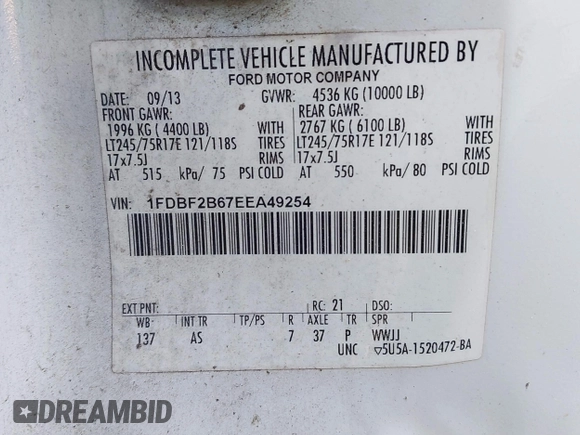 INCOMPLETE VEHICLE MANUFACTURED BY
FORD MOTOR COMPANY
DATE: 09/13 GVWR: 4536 KG (10000 LB)
FRONT GAWR: REAR GAWR:
1996 KG ( 4400 LB) WITH 2767 KG ( 6100 LB) WITH
LT245/75R17E 121/118S TIRES LT245/75R17E 121/118S TIRES
17x7.5J RIMS 17x7.5J RIMS
AT 515 kPa/ 75 PSI COLD AT 550 kPa/ 80 PSI COLD
VIN: 1FDBF2B67EEA49254
EXT PNT: RC: 21 DSO:
WB INT TR TP/PS R AXLE TR SPR
137 AS 7 37 P WWJJ
UNC ▽5U5A-1520472-BA
DREAMBID